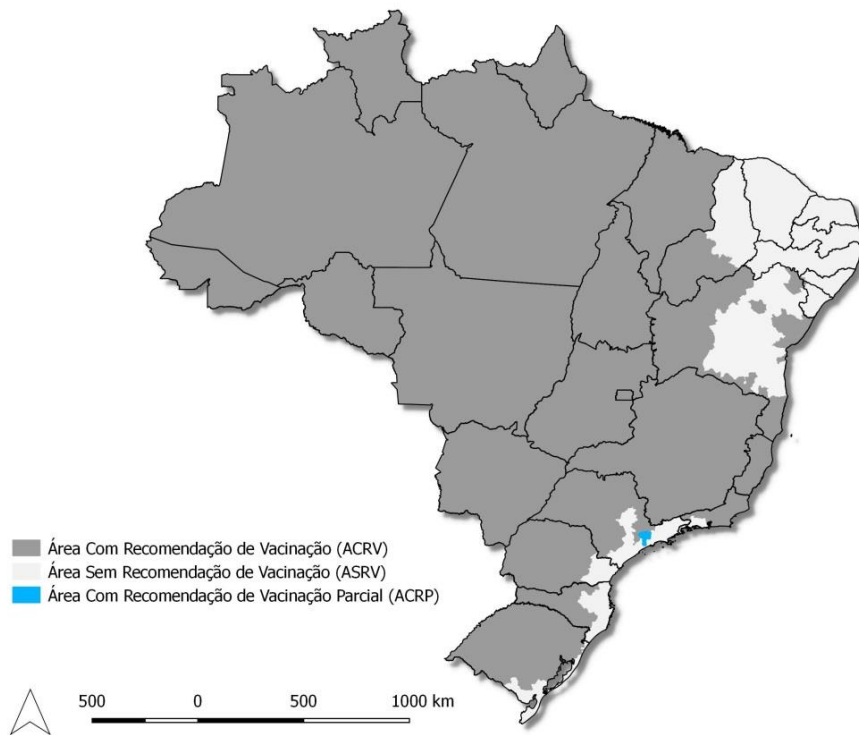 Área Com Recomendação de Vacinação (ACRV)
Área Sem Recomendação de Vacinação (ASRV)
Área Com Recomendação de Vacinação Parcial (ACRP)
500 0 500 1000 km